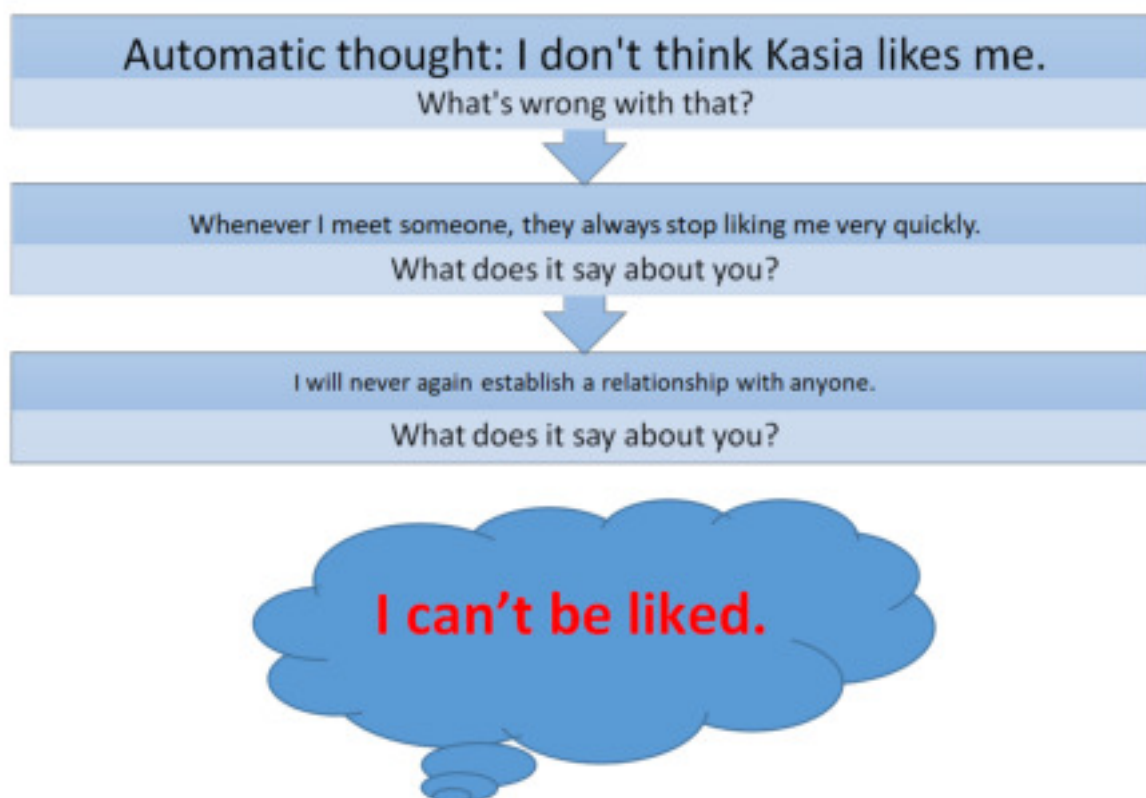 Automatic thought: I don't think Kasia likes me.
What's wrong with that?
Whenever I meet someone, they always stop liking me very quickly.
What does it say about you?
I will never again establish a relationship with anyone.
What does it say about you?
I can’t be liked.